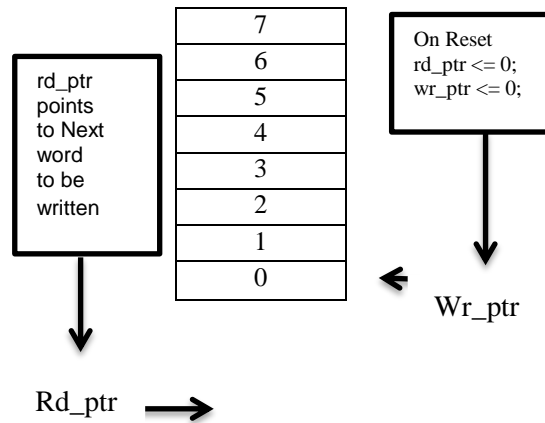 rd_ptr
points
to Next
word
to be
written
7
6
5
4
3
2
1
0
On Reset
rd_ptr <= 0;
wr_ptr <= 0;
Wr_ptr
Rd_ptr